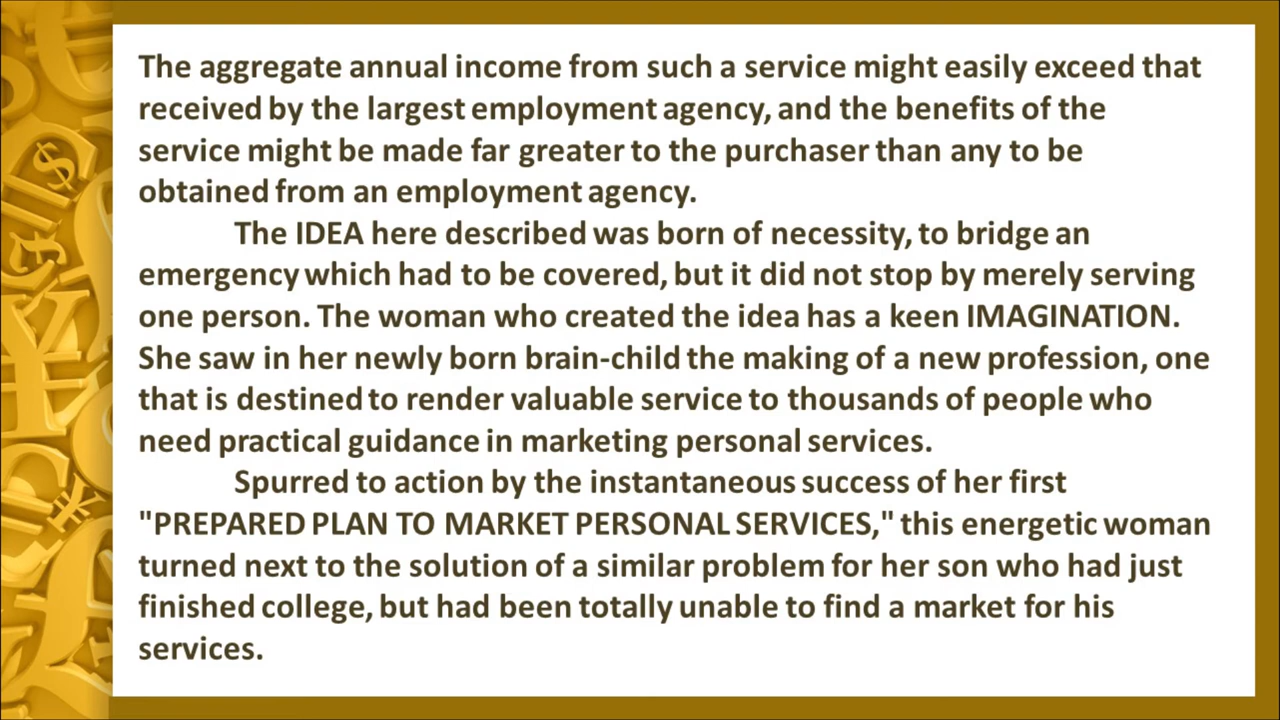 The aggregate annual income from such a service might easily exceed that
received by the largest employment agency, and the benefits of the
service might be made far greater to the purchaser than any to be
obtained from an employment agency.
The IDEA here described was born of necessity, to bridge an
emergency which had to be covered, but it did not stop by merely serving
one person. The woman who created the idea has a keen IMAGINATION.
She saw in her newly born brain-child the making of a new profession, one
that is destined to render valuable service to thousands of people who
need practical guidance in marketing personal services.
Spurred to action by the instantaneous success of her first
"PREPARED PLAN TO MARKET PERSONAL SERVICES," this energetic woman
turned next to the solution of a similar problem for her son who had just
finished college, but had been totally unable to find a market for his
services.